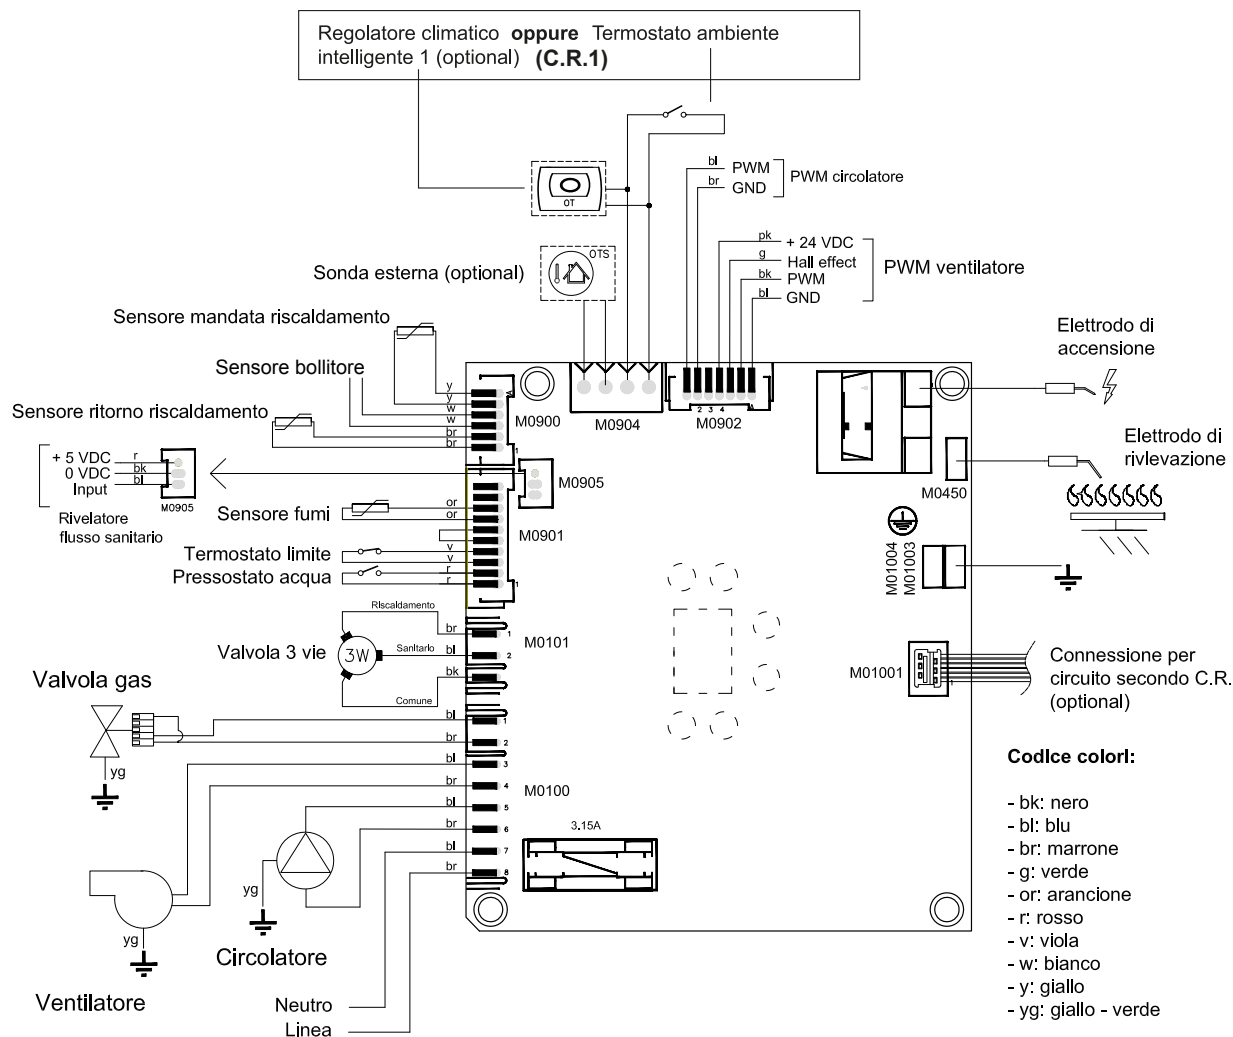 Regolatore climatico oppure Termostato ambiente
intelligente 1 (optional) (C.R.1)
OT
bl PWM
br GND
PWM circolatore
pk + 24 VDC
g Hall effect
bk PWM
bl GND
PWM ventilatore
Sonda esterna (optional)
OTS
Sensore mandata riscaldamento
Sensore bollitore
Sensore ritorno riscaldamento
y
y
w
w
br
br
A
1
M0900
M0904
2 3 4
A
M0902
Elettrodo di
accensione
Elettrodo di
rivlevazione
M0450
+ 5 VDC r
0 VDC bk
Input bl
M0905
Rivelatore
flusso sanitario
M0905
Sensore fumi
or
or
M0901
Termostato limite
v
v
Pressostato acqua
r
r
1
M01004
M01003
Valvola 3 vie
3W
RIscaldamento
br
1
SanItarIo
bl
2
bk
Comune
M0101
M01001
1
Connessione per
circuito secondo C.R.
(optional)
Valvola gas
yg
bl 1
br 2
bl 3
br 4
bl 5
br 6
bl 7
br 8
M0100
3.15A
yg
Ventilatore
yg
Circolatore
Neutro
Linea
CodIce colorI:
- bk: nero
- bl: blu
- br: marrone
- g: verde
- or: arancione
- r: rosso
- v: viola
- w: bianco
- y: giallo
- yg: giallo - verde